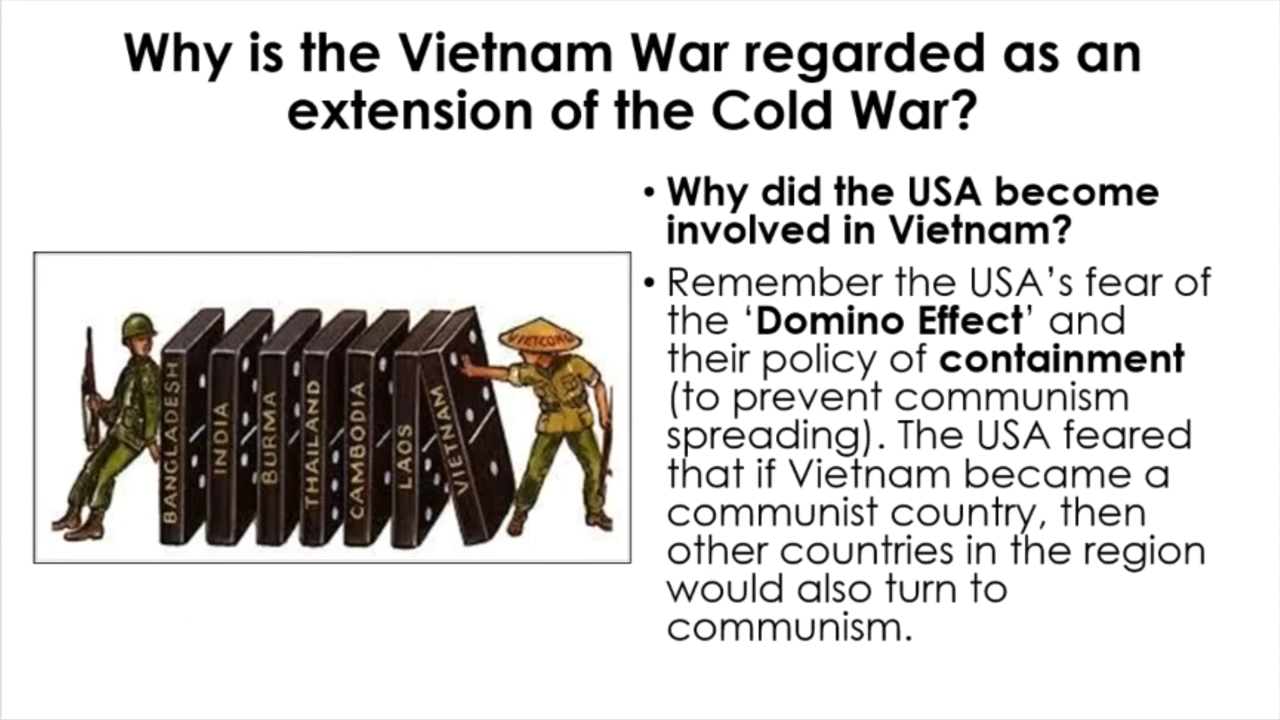 Why is the Vietnam War regarded as an
extension of the Cold War?
• Why did the USA become
involved in Vietnam?
• Remember the USA’s fear of
the ‘Domino Effect’ and
their policy of containment
(to prevent communism
spreading). The USA feared
that if Vietnam became a
communist country, then
other countries in the region
would also turn to
communism.
BANGLADESH
INDIA
BURMA
THAILAND
CAMBODIA
LAOS
VIETNAM
VIETCONG